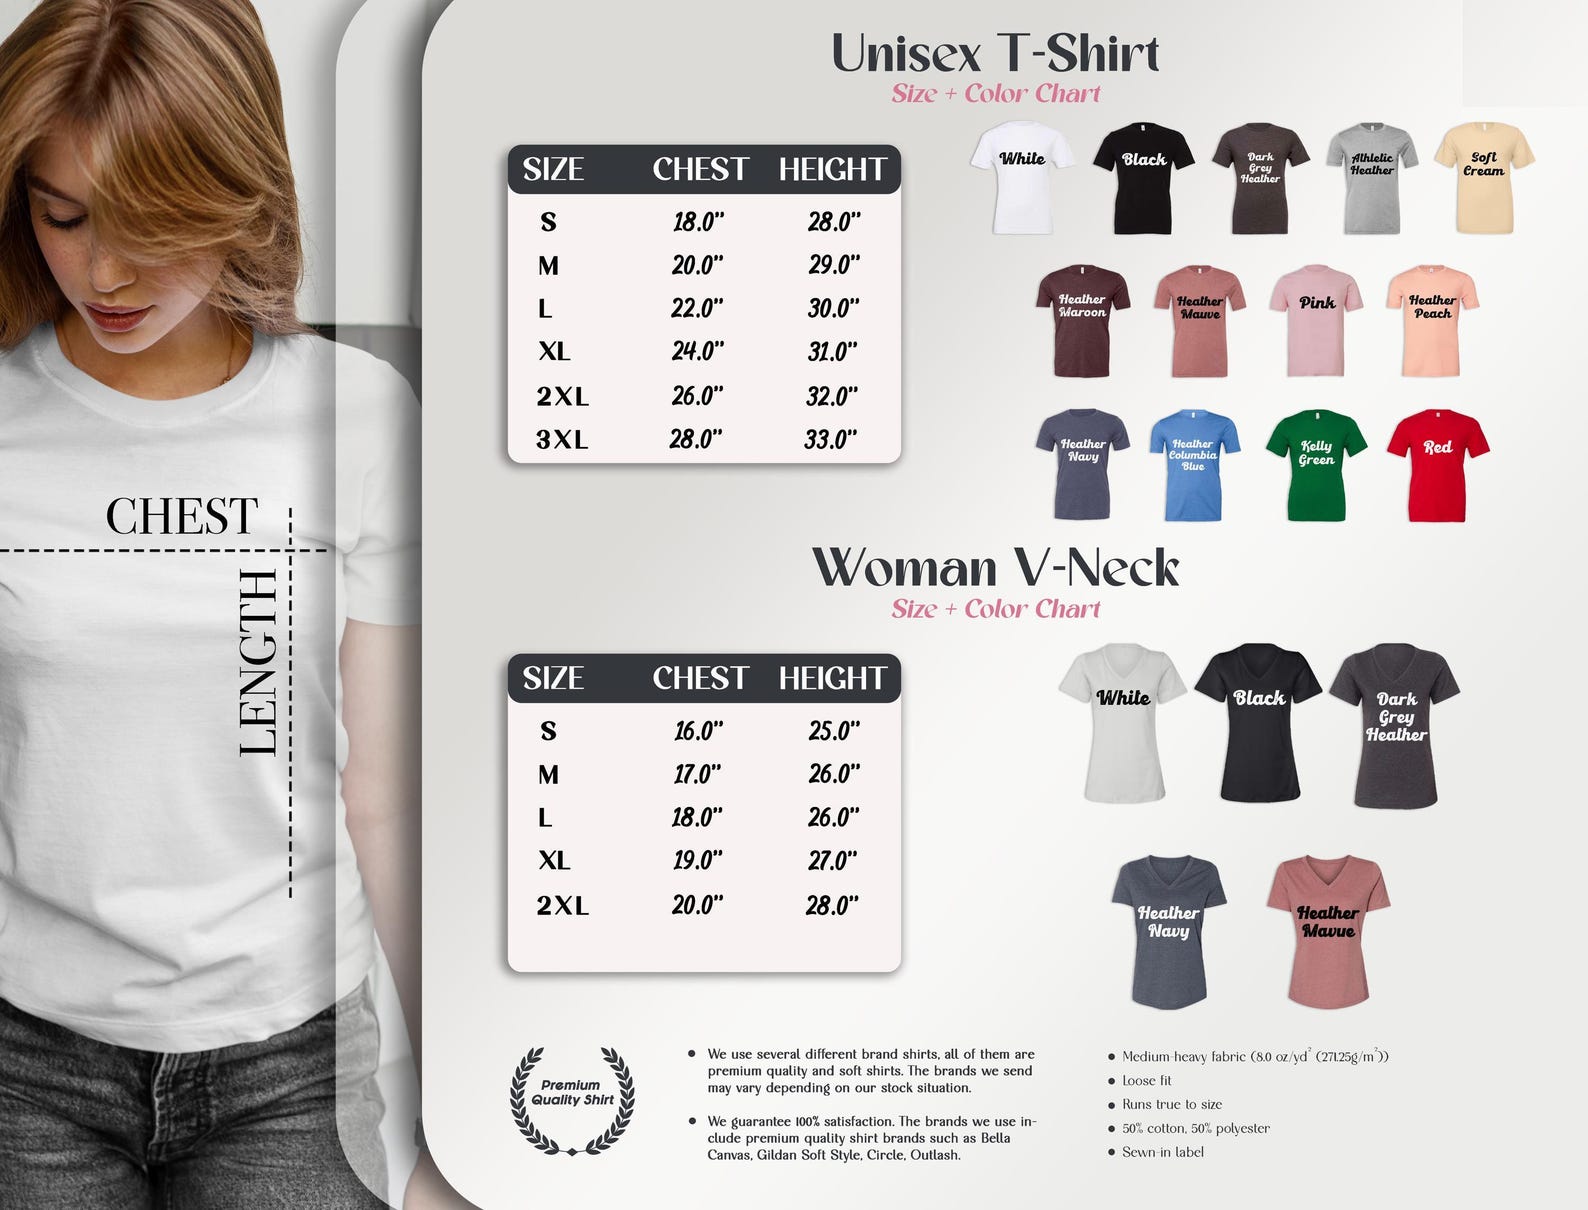 Unisex T-Shirt
Size + Color Chart
SIZE CHEST HEIGHT
S 18.0" 28.0"
M 20.0" 29.0"
L 22.0" 30.0"
XL 24.0" 31.0"
2XL 26.0" 32.0"
3XL 28.0" 33.0"
White
Black
Dark
Grey
Heather
Athletic
Heather
Soft
Cream
Heather
Maroon
Heather
Mauve
Pink
Heather
Peach
Heather
Navy
Heather
Columbia
Blue
Kelly
Green
Red
CHEST
LENGTH
Woman V-Neck
Size + Color Chart
SIZE CHEST HEIGHT
S 16.0" 25.0"
M 17.0" 26.0"
L 18.0" 26.0"
XL 19.0" 27.0"
2XL 20.0" 28.0"
White
Black
Dark
Grey
Heather
Heather
Navy
Heather
Mavue
Premium
Quality Shirt
• We use several different brand shirts, all of them are
premium quality and soft shirts. The brands we send
may vary depending on our stock situation.
• We guarantee 100% satisfaction. The brands we use in-
clude premium quality shirt brands such as Bella
Canvas, Gildan Soft Style, Circle, Outlash.
• Medium-heavy fabric (8.0 oz/yd² (271.25g/m²))
• Loose fit
• Runs true to size
• 50% cotton, 50% polyester
• Sewn-in label